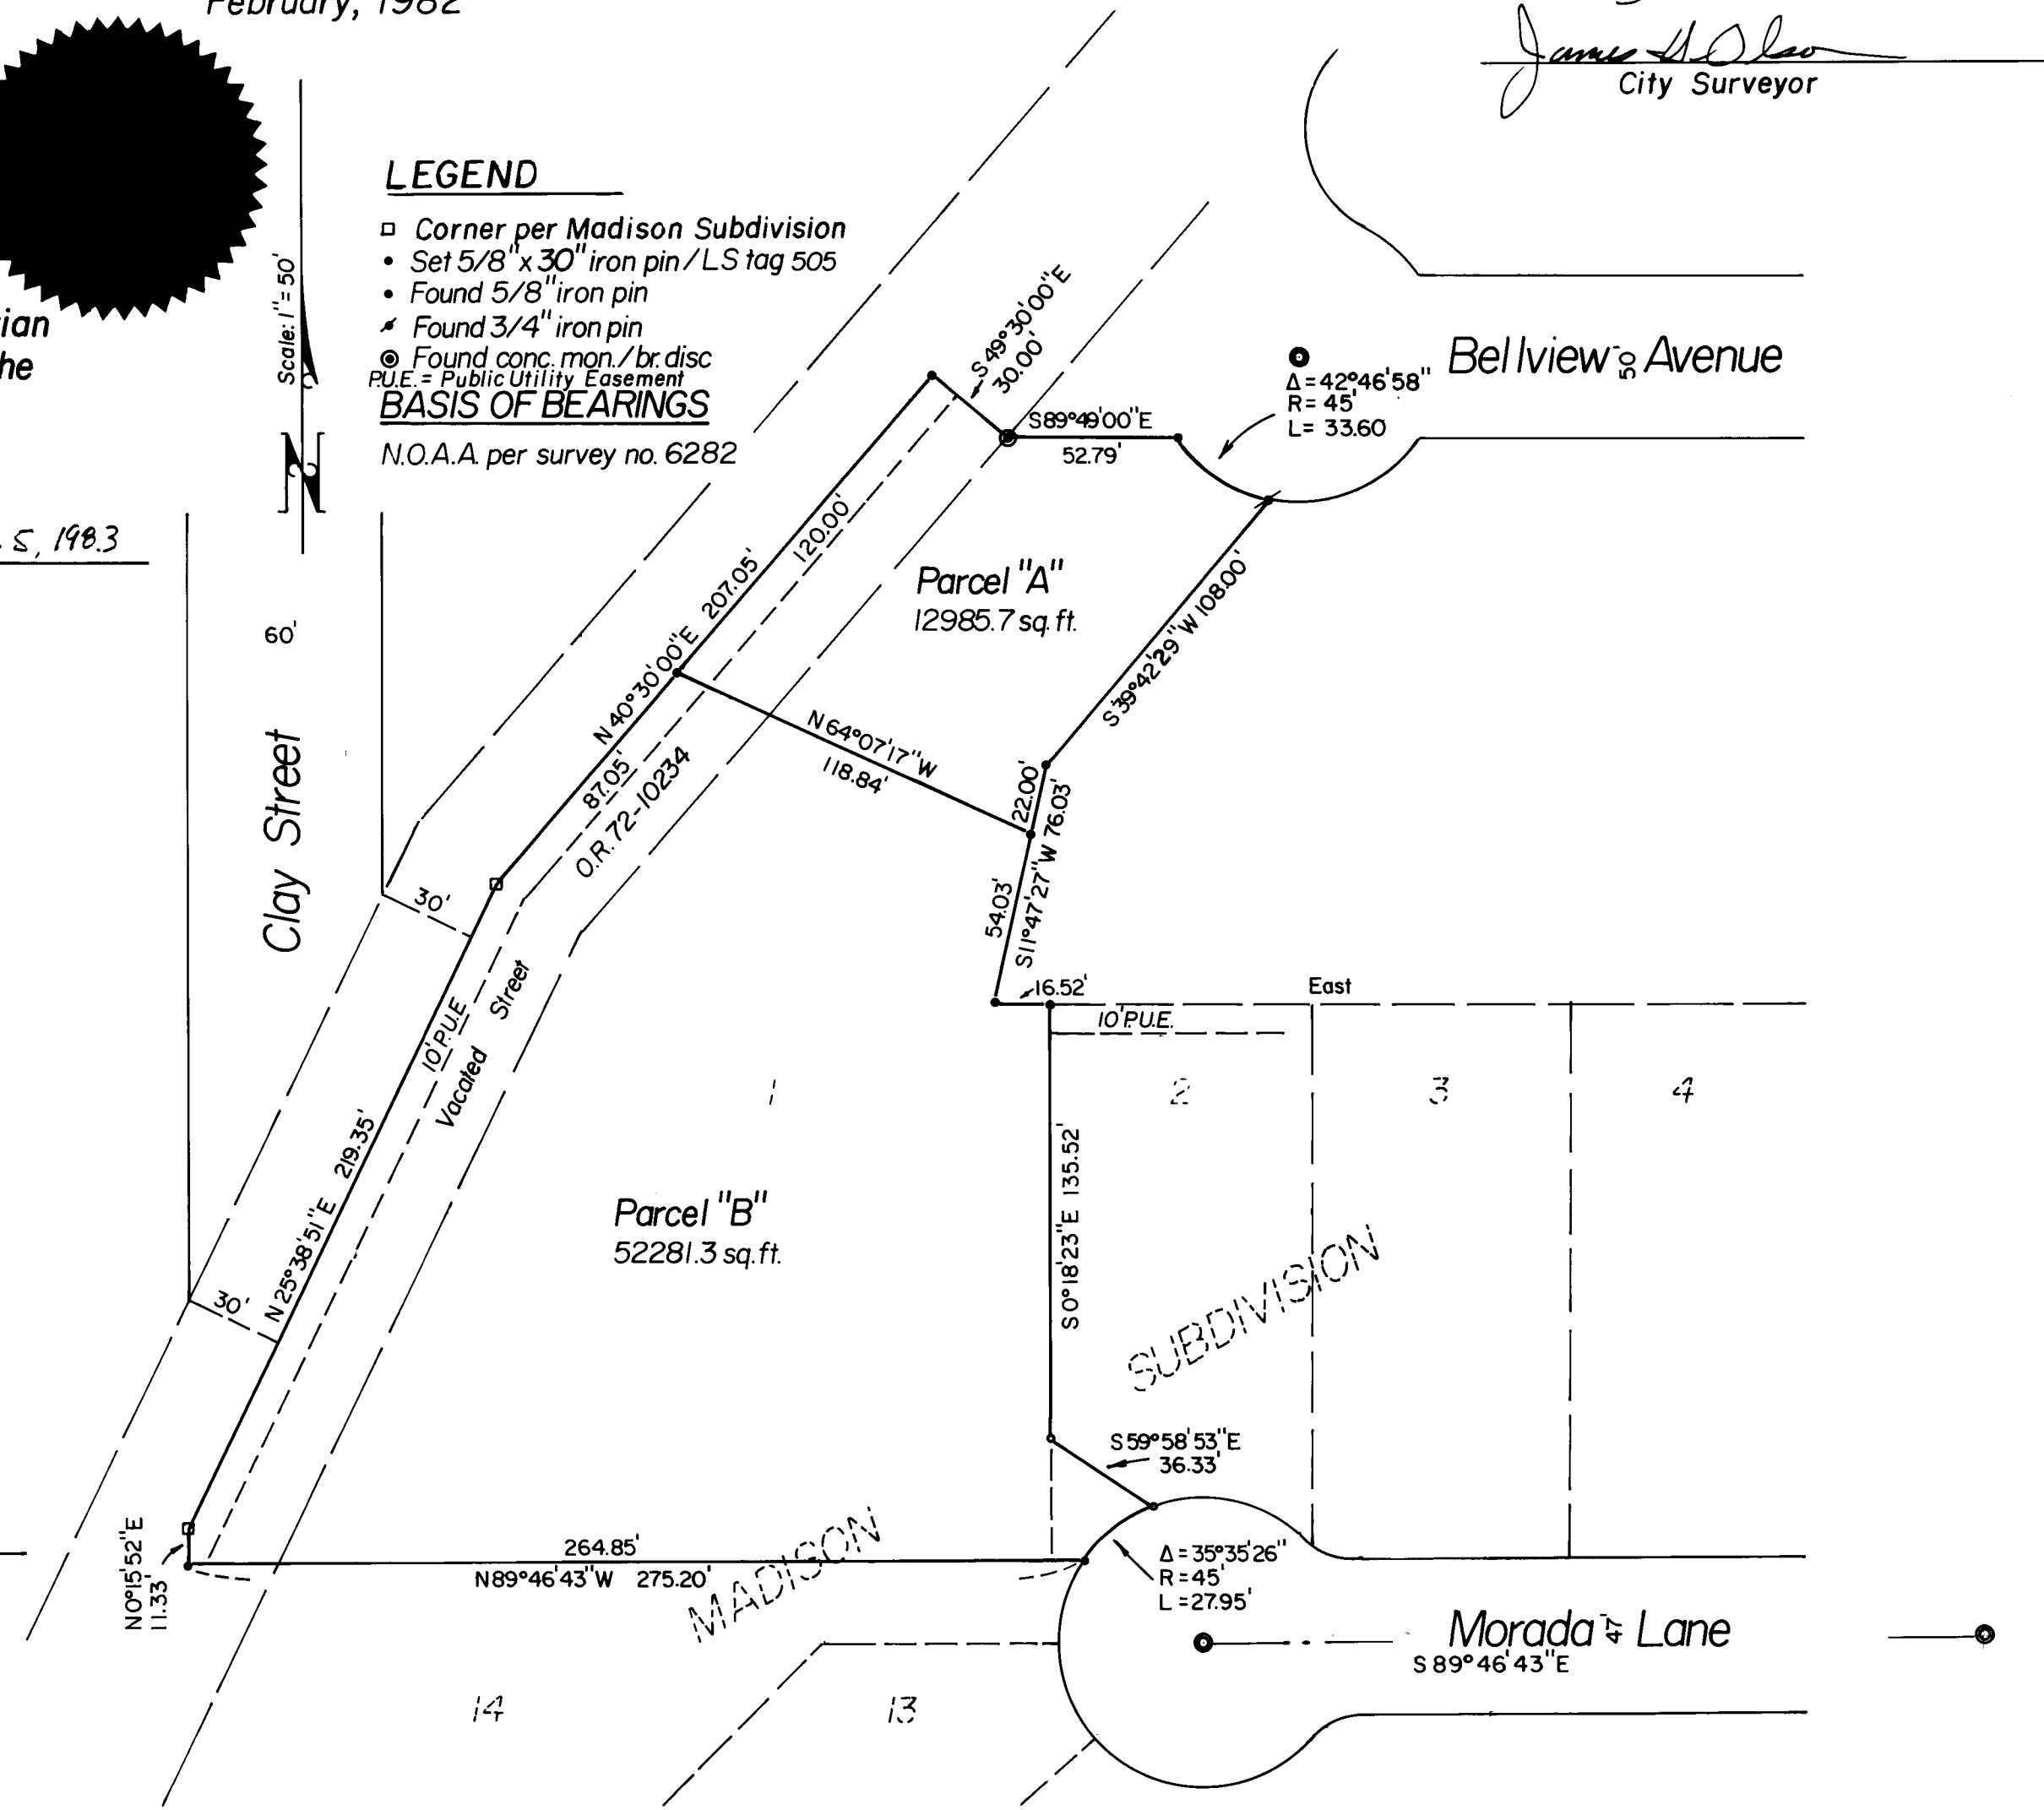 February, 1982
City Surveyor
ian
he
5, 1983
Scale: 1"= 50'
N
LEGEND
Corner per Madison Subdivision
Set 5/8"x 30" iron pin / LS tag 505
Found 5/8" iron pin
Found 3/4" iron pin
Found conc. mon./br. disc
P.U.E. = Public Utility Easement
BASIS OF BEARINGS
N.O.A.A. per survey no. 6282
S 49°30'00"E
30.00'
S89°49'00"E
52.79'
Δ = 42°46'58"
R = 45'
L = 33.60
Bellview Avenue
50
60'
Clay Street
N 40°30'00"E 207.05'
120.00'
87.05'
O.R. 72-10234
Parcel "A"
12985.7 sq. ft.
S 39°42'29"W 108.00'
N 64°07'17"W
118.84'
22.00'
S 11°47'27"W 76.03'
54.03'
16.52'
East
10' P.U.E.
30'
10' P.U.E
Vacated Street
N 25°38'51"E 219.35'
30'
1
2
3
4
Parcel "B"
52281.3 sq. ft.
S 0°18'23"E 135.52'
MADISON SUBDIVISION
S 59°58'53"E
36.33'
N 0°15'52"E
11.33'
264.85'
N89°46'43"W 275.20'
Δ = 35°35'26"
R = 45'
L = 27.95'
Morada Lane
47
S 89°46'43"E
14
13